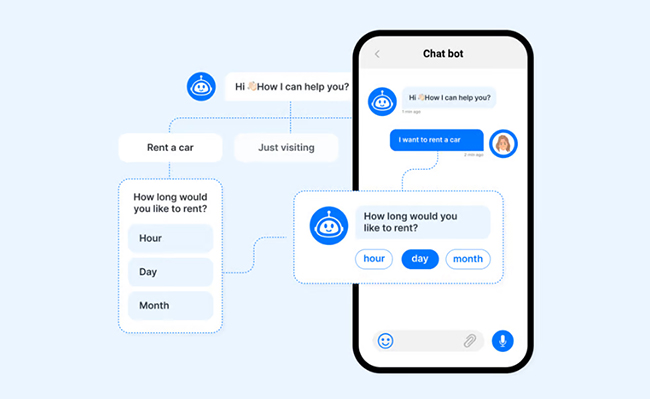 Chat bot
Hi 👋🏻How I can help you?
Rent a car
Just visiting
How long would
you like to rent?
Hour
Day
Month
Hi 👋🏻How I can help you?
1 min ago
I want to rent a car
2 min ago
How long would you
like to rent?
hour
day
month